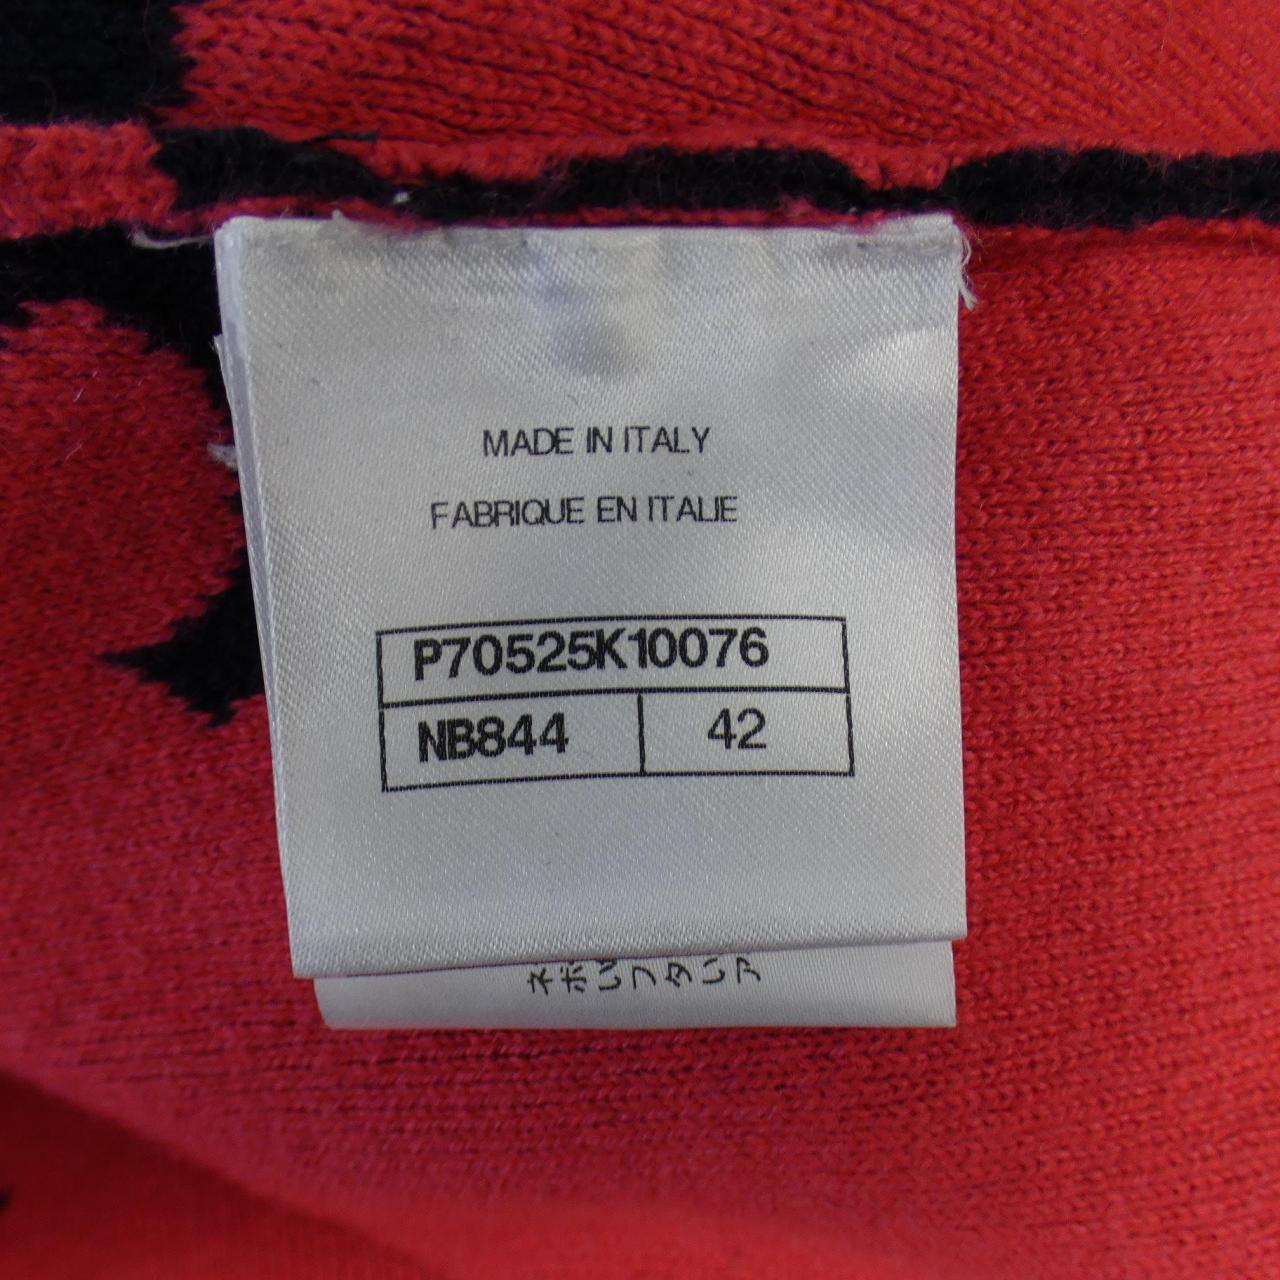 MADE IN ITALY
FABRIQUE EN ITALIE
P70525K10076
NB844 42